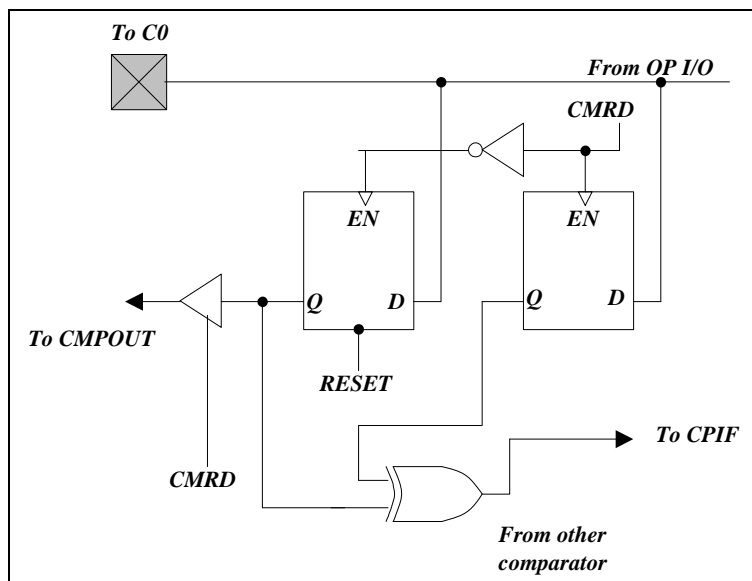 To C0
From OP I/O
CMRD
EN
EN
Q
D
Q
D
To CMPOUT
RESET
To CPIF
CMRD
From other
comparator